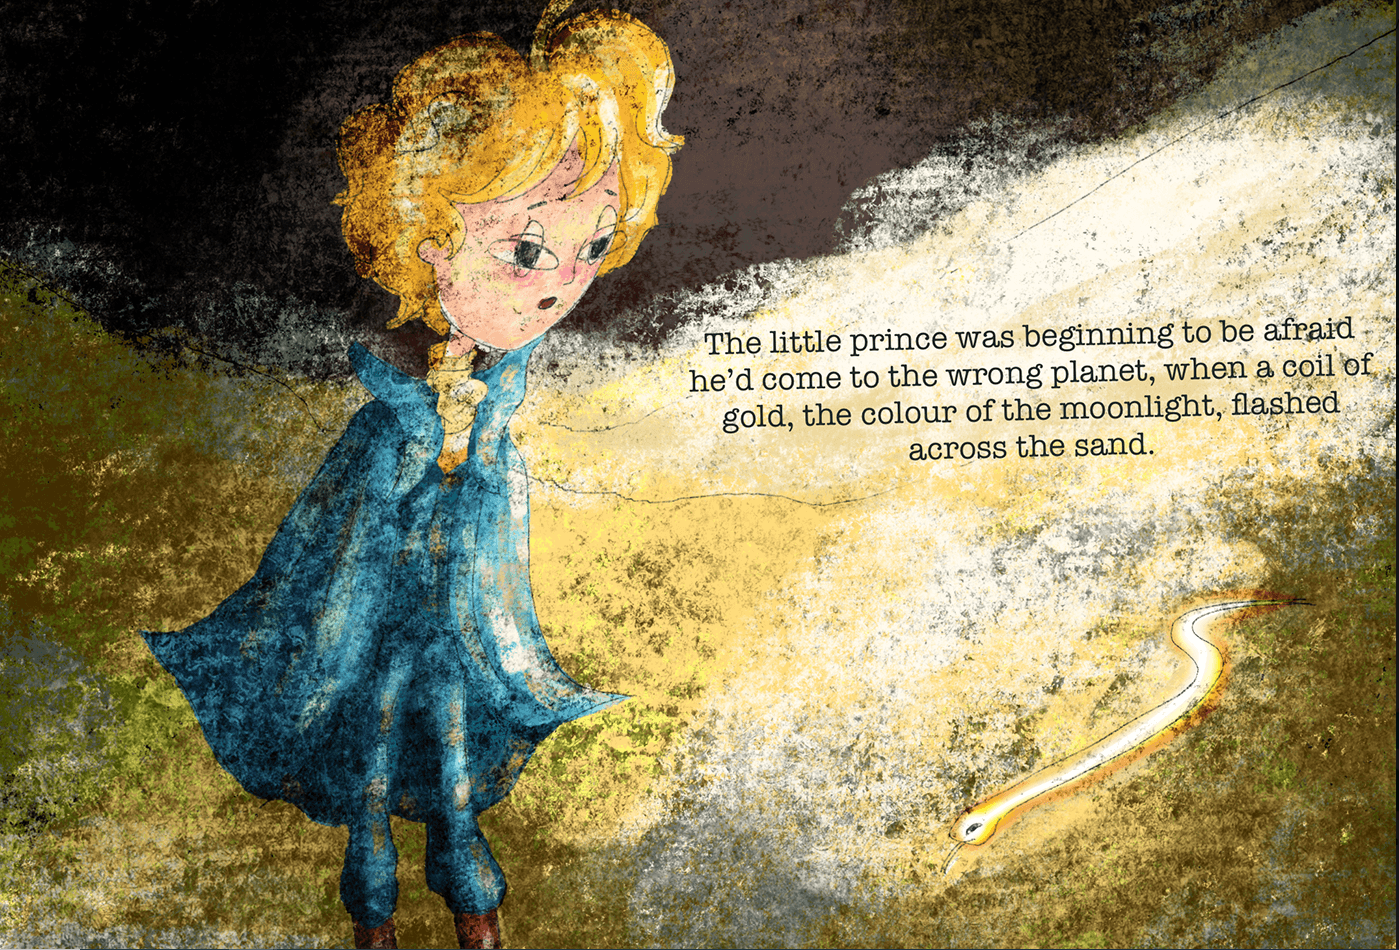 The little prince was beginning to be afraid
he'd come to the wrong planet, when a coil of
gold, the colour of the moonlight, flashed
across the sand.